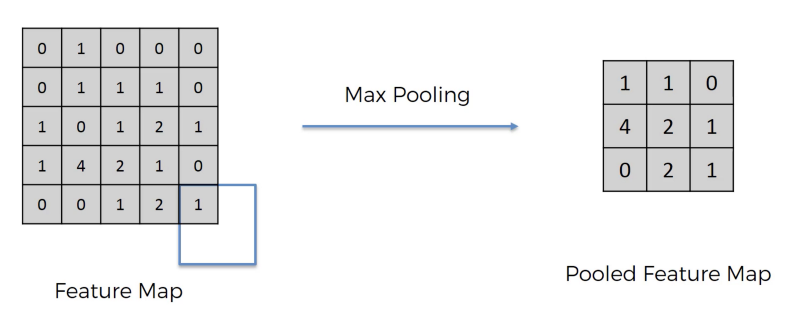 0 1 0 0 0
0 1 1 1 0
1 0 1 2 1
1 4 2 1 0
0 0 1 2 1
Feature Map
Max Pooling
1 1 0
4 2 1
0 2 1
Pooled Feature Map